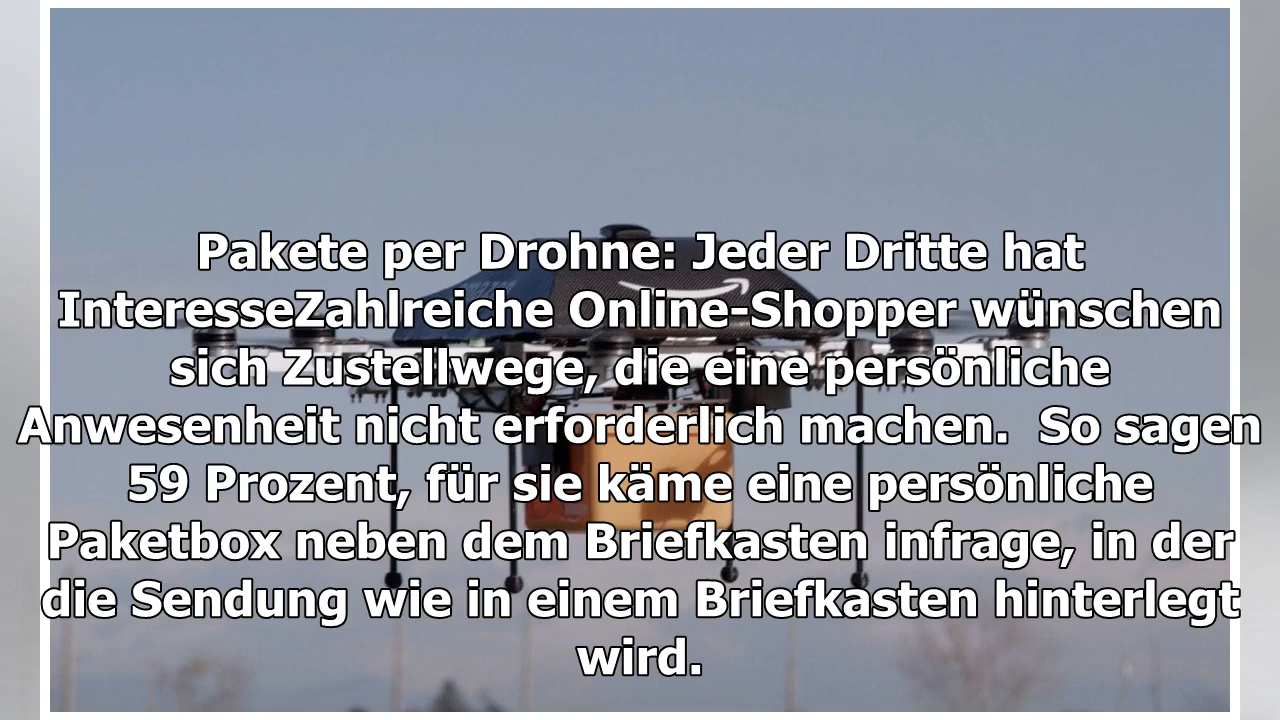 Pakete per Drohne: Jeder Dritte hat
InteresseZahlreiche Online-Shopper wünschen
sich Zustellwege, die eine persönliche
Anwesenheit nicht erforderlich machen.  So sagen
59 Prozent, für sie käme eine persönliche
Paketbox neben dem Briefkasten infrage, in der
die Sendung wie in einem Briefkasten hinterlegt
wird.